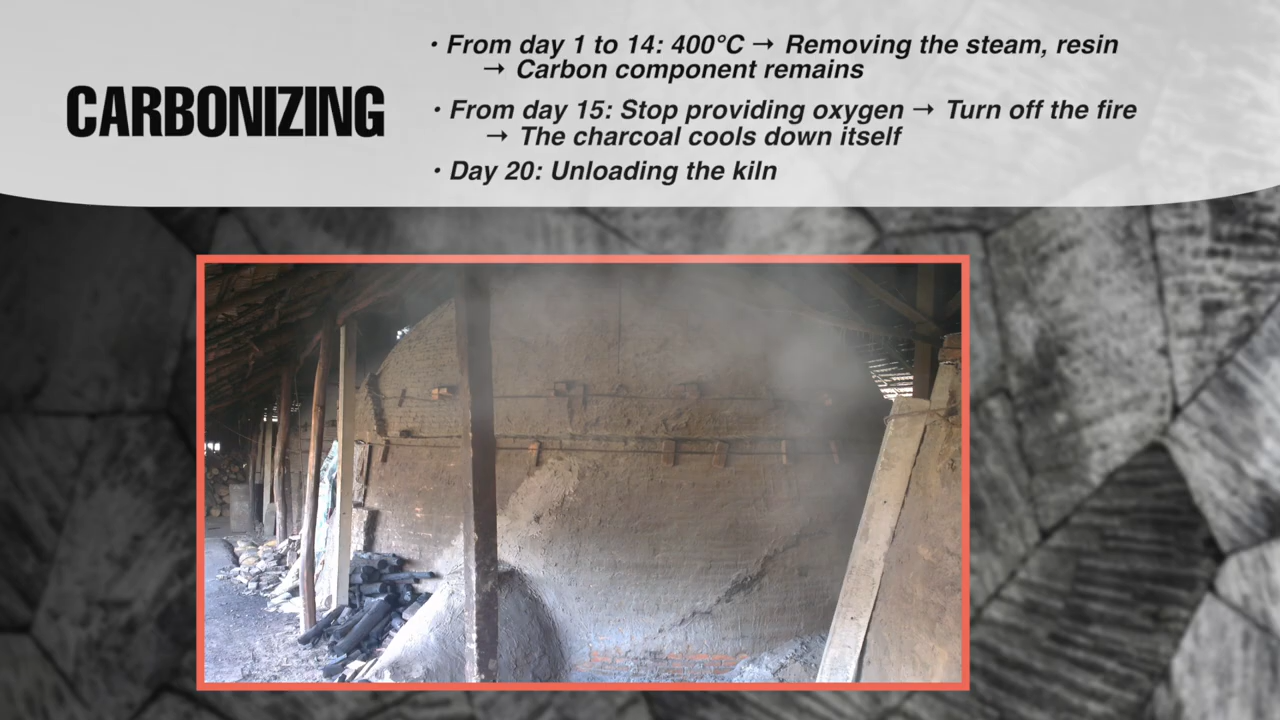 CARBONIZING
• From day 1 to 14: 400°C → Removing the steam, resin
→ Carbon component remains
• From day 15: Stop providing oxygen → Turn off the fire
→ The charcoal cools down itself
• Day 20: Unloading the kiln